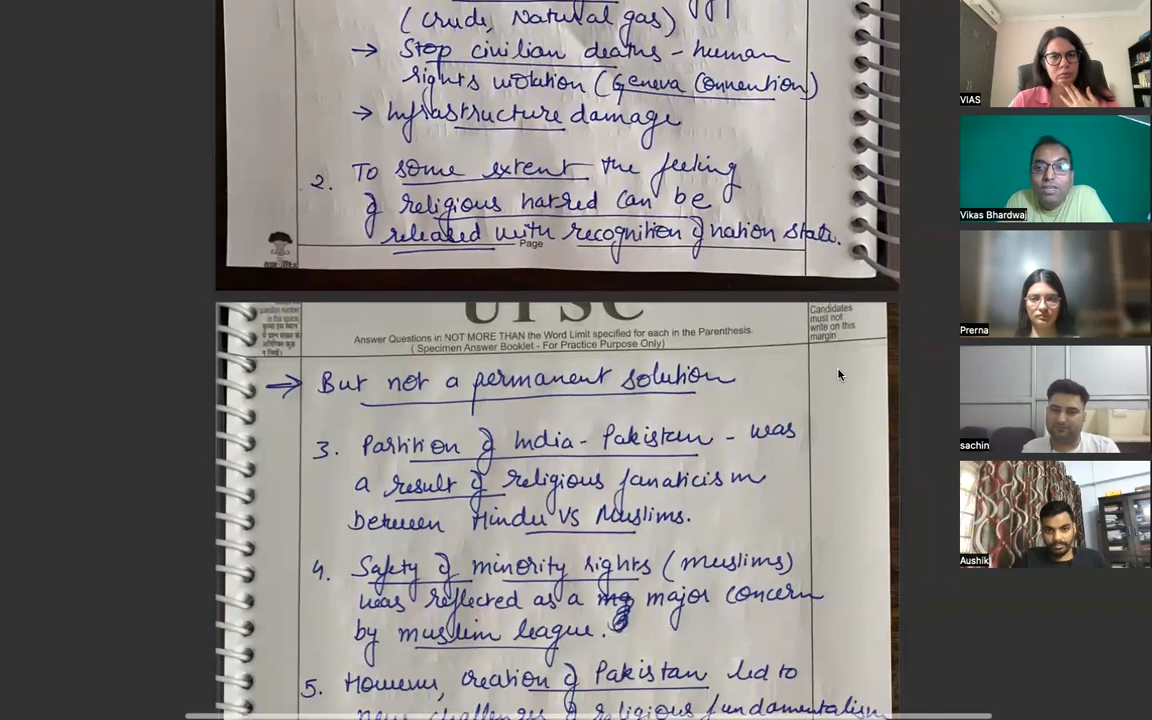 (Crude, Natural gas)
→ Stop civilian deaths - human
rights violation (Geneva Convention)
→ Infrastructure damage
2. To some extent the feeling
of religious hatred can be
released with recognition of nation state.
Page
UPSC
Answer Questions in NOT MORE THAN the Word Limit specified for each in the Parenthesis.
( Specimen Answer Booklet - For Practice Purpose Only)
Candidates
must not
write on this
margin
→ But not a permanent solution
3. Partition of India - Pakistan - was
a result of religious fanaticism
between Hindu VS Muslims.
4. Safety of minority rights (muslims)
was reflected as a major concern
by muslim league.
5. However, creation of Pakistan led to
new challenges of religious fundamentalism
VIAS
Vikas Bhardwaj
Prerna
sachin
Aushik